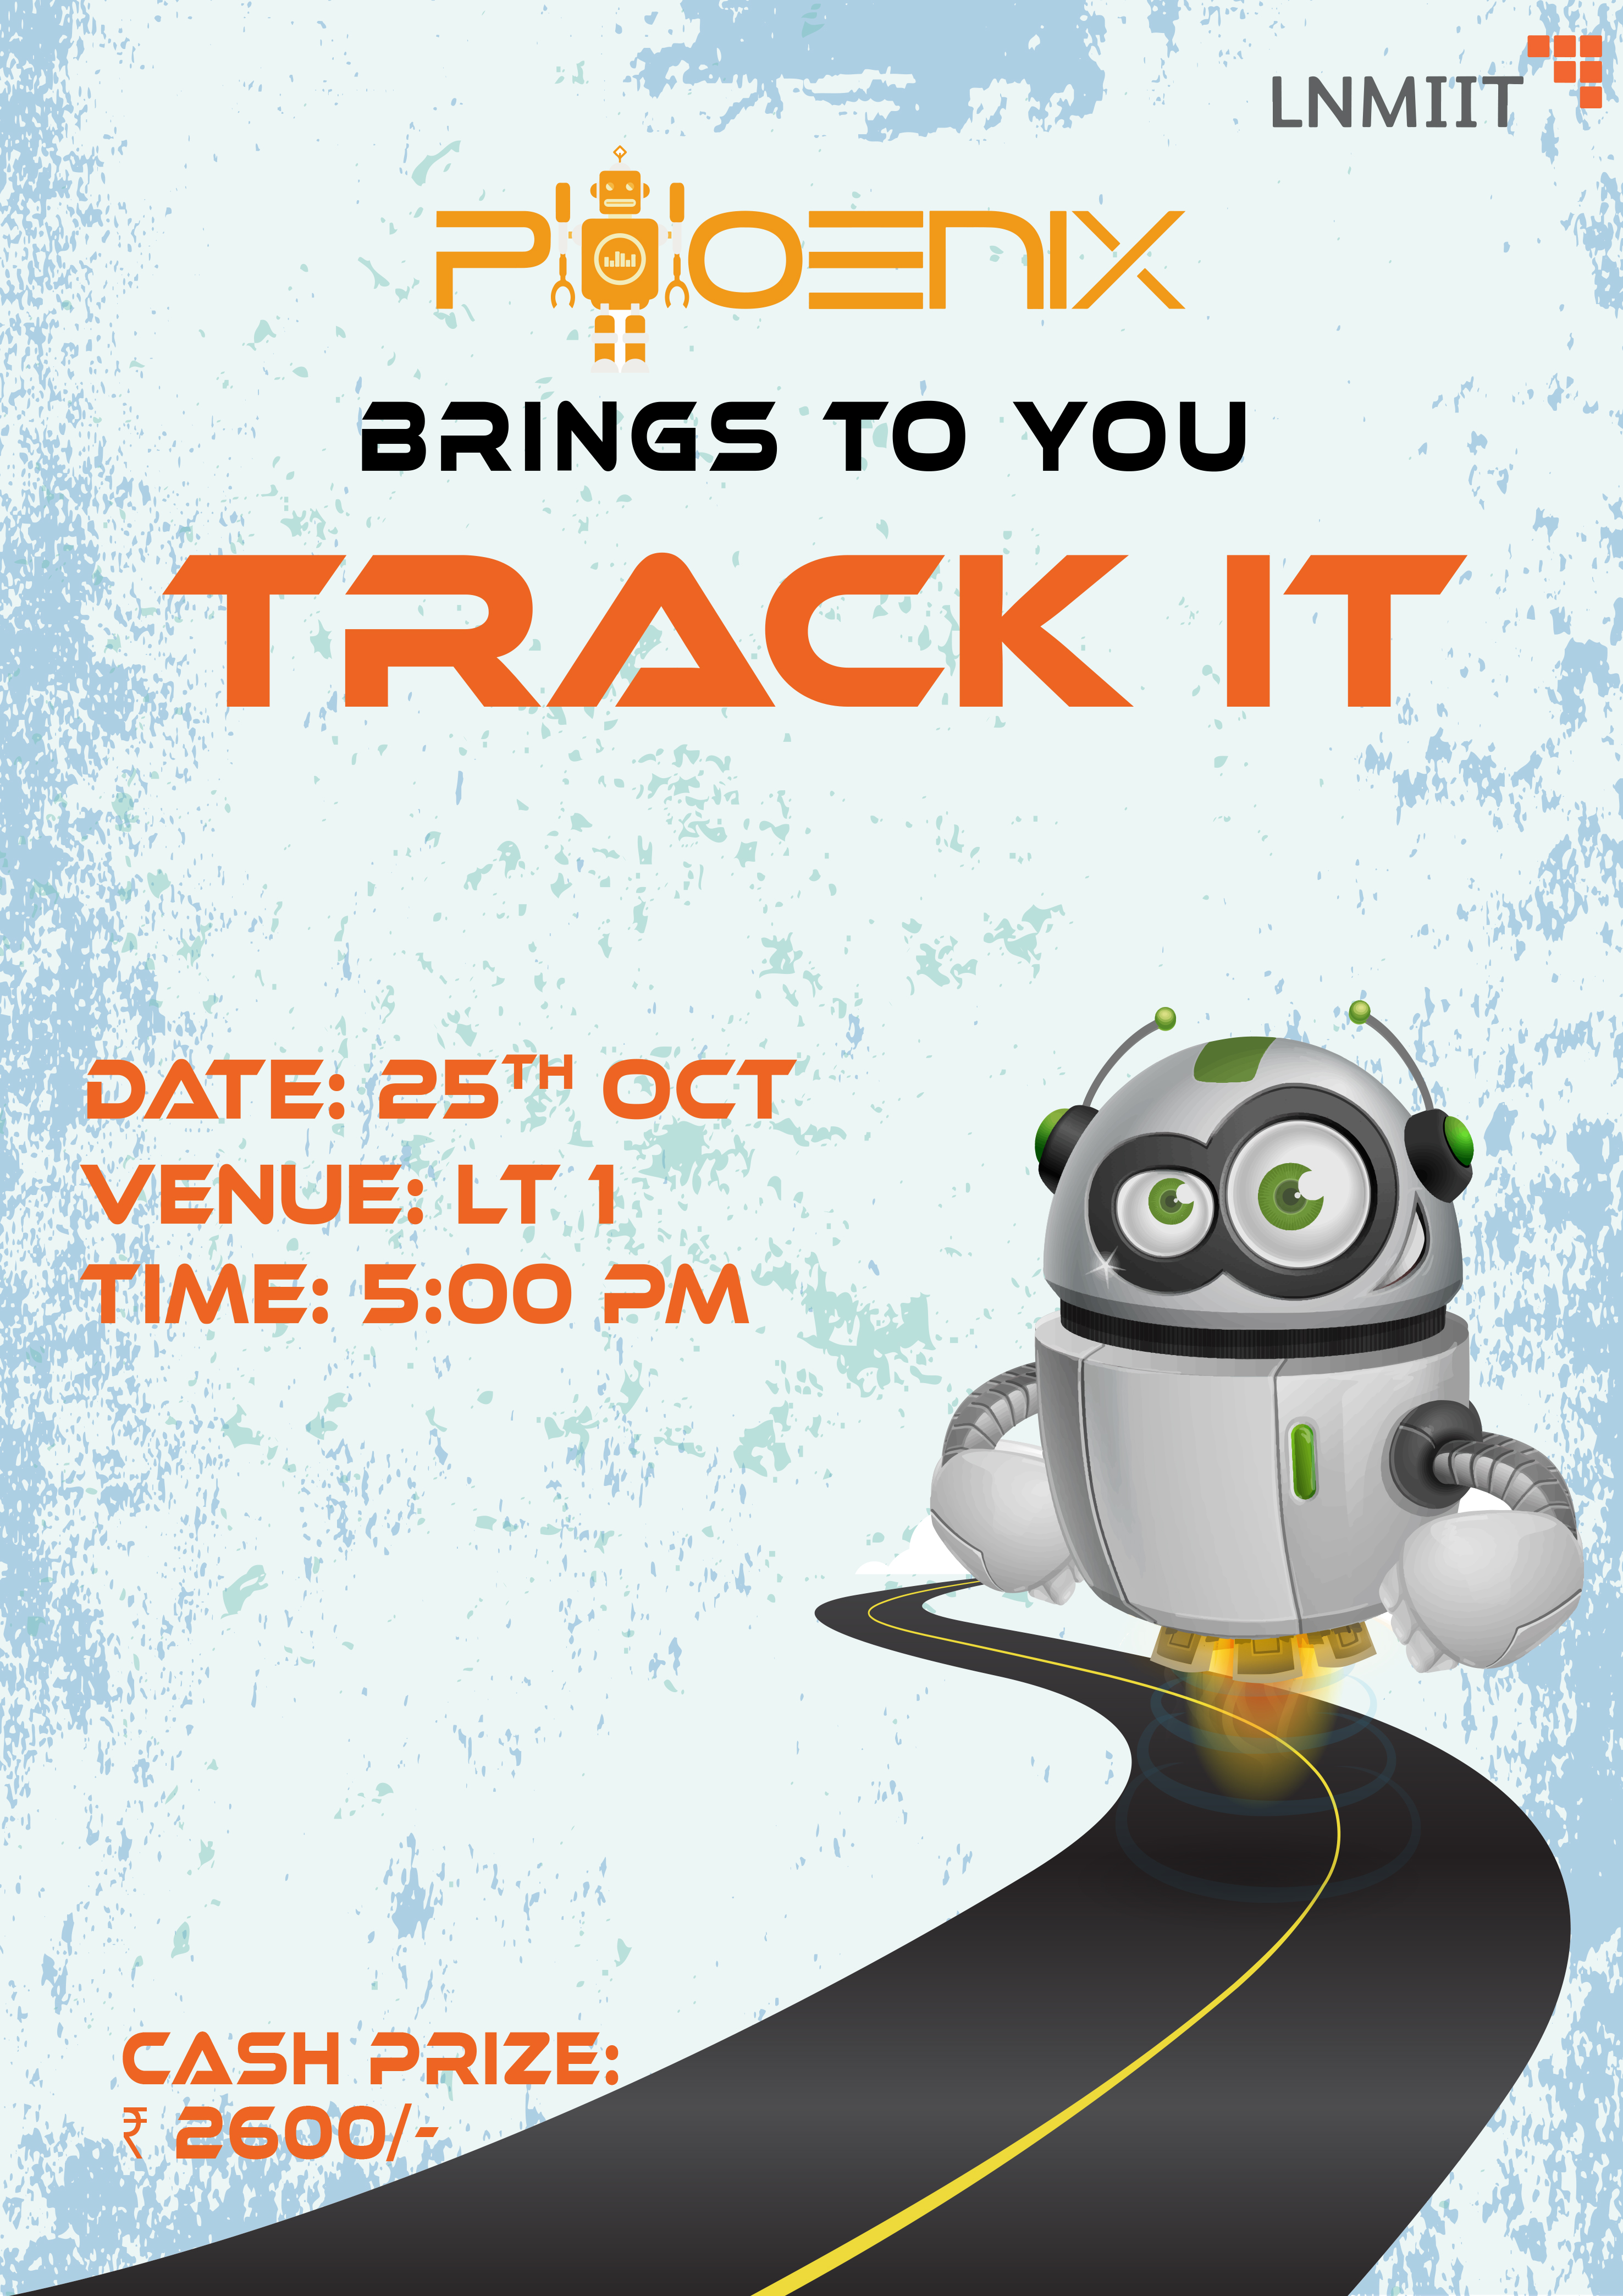 LNMIIT
PHOENIX
BRINGS TO YOU
TRACK IT
DATE: 25TH OCT
VENUE: LT 1
TIME: 5:00 PM
CASH PRIZE:
₹ 2600/-